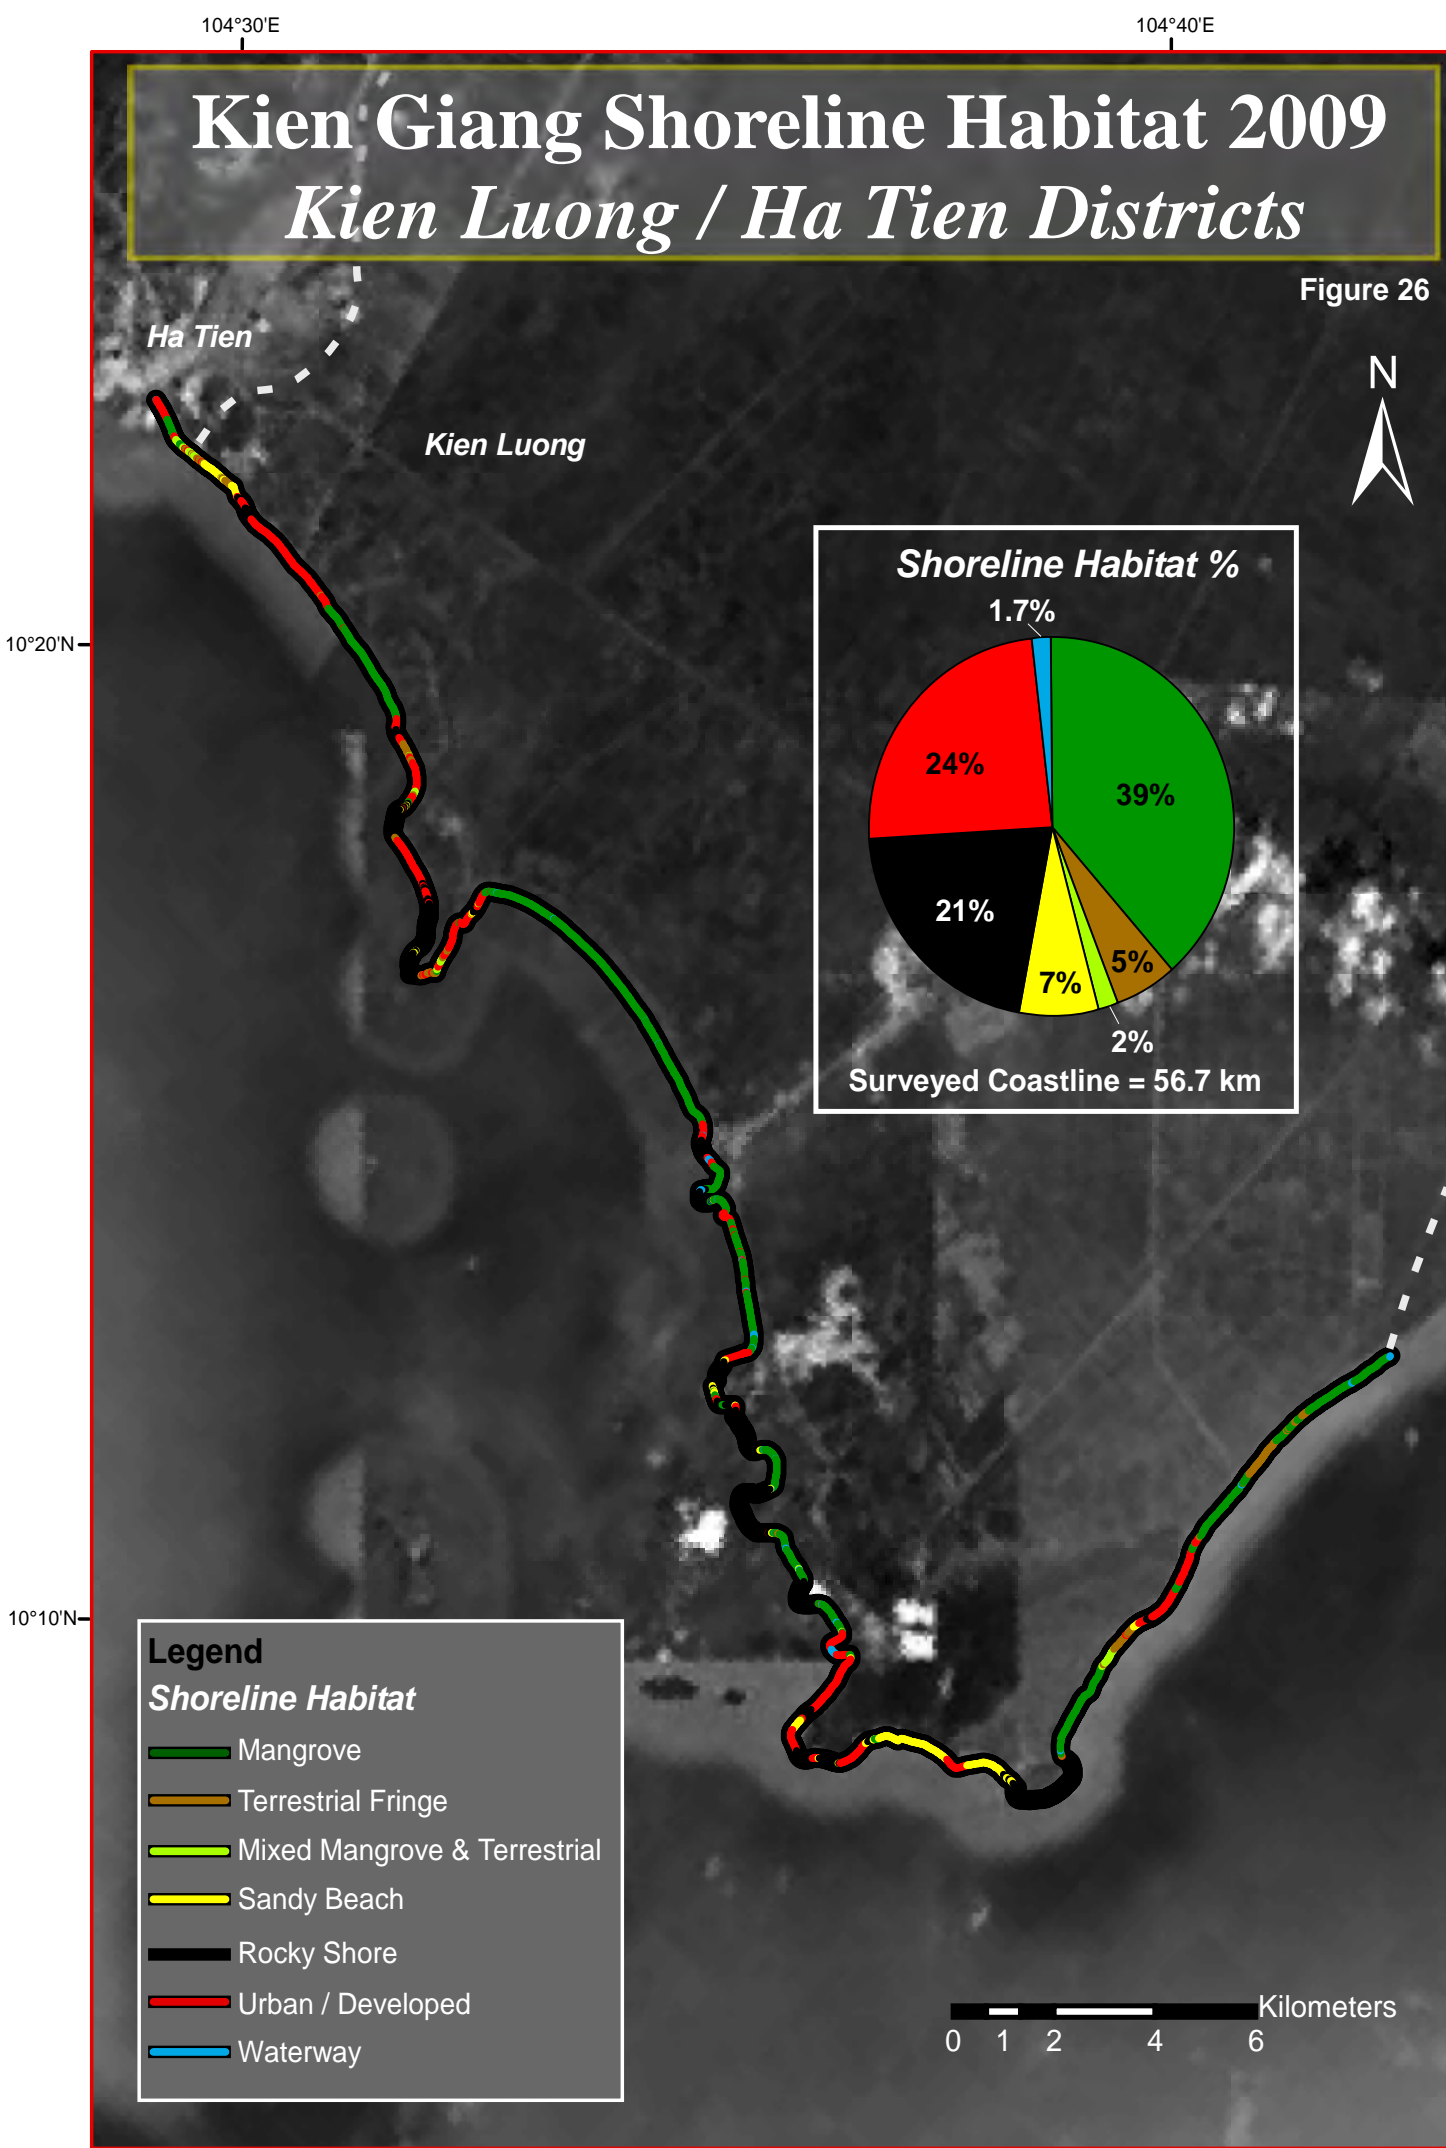 104°30'E
104°40'E
Kien Giang Shoreline Habitat 2009
Kien Luong / Ha Tien Districts
Figure 26
Ha Tien
N
Kien Luong
Shoreline Habitat %
1.7%
10°20'N
24%
39%
21%
5%
7%
2%
Surveyed Coastline = 56.7 km
10°10'N
Legend
Shoreline Habitat
Mangrove
Terrestrial Fringe
Mixed Mangrove & Terrestrial
Sandy Beach
Rocky Shore
Urban / Developed
Waterway
Kilometers
0 1 2 4 6